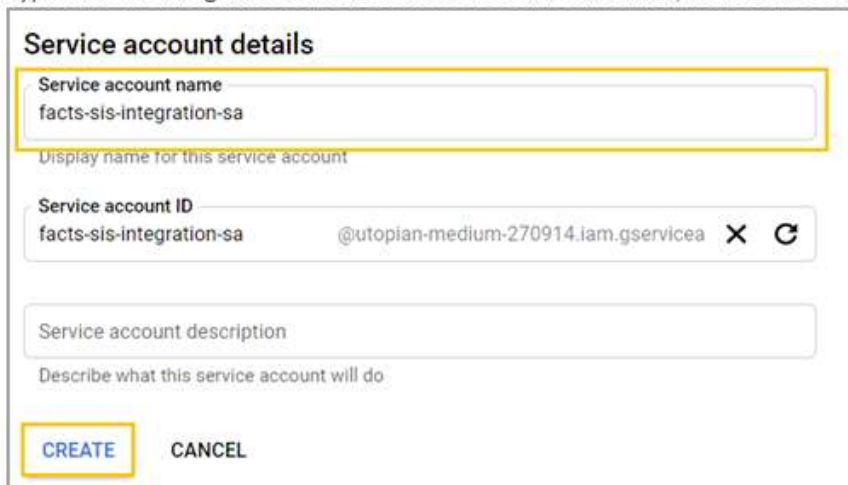 Service account details
Service account name
facts-sis-integration-sa
Display name for this service account
Service account ID
facts-sis-integration-sa @utopian-medium-270914.iam.gservicea
Service account description
Describe what this service account will do
CREATE CANCEL